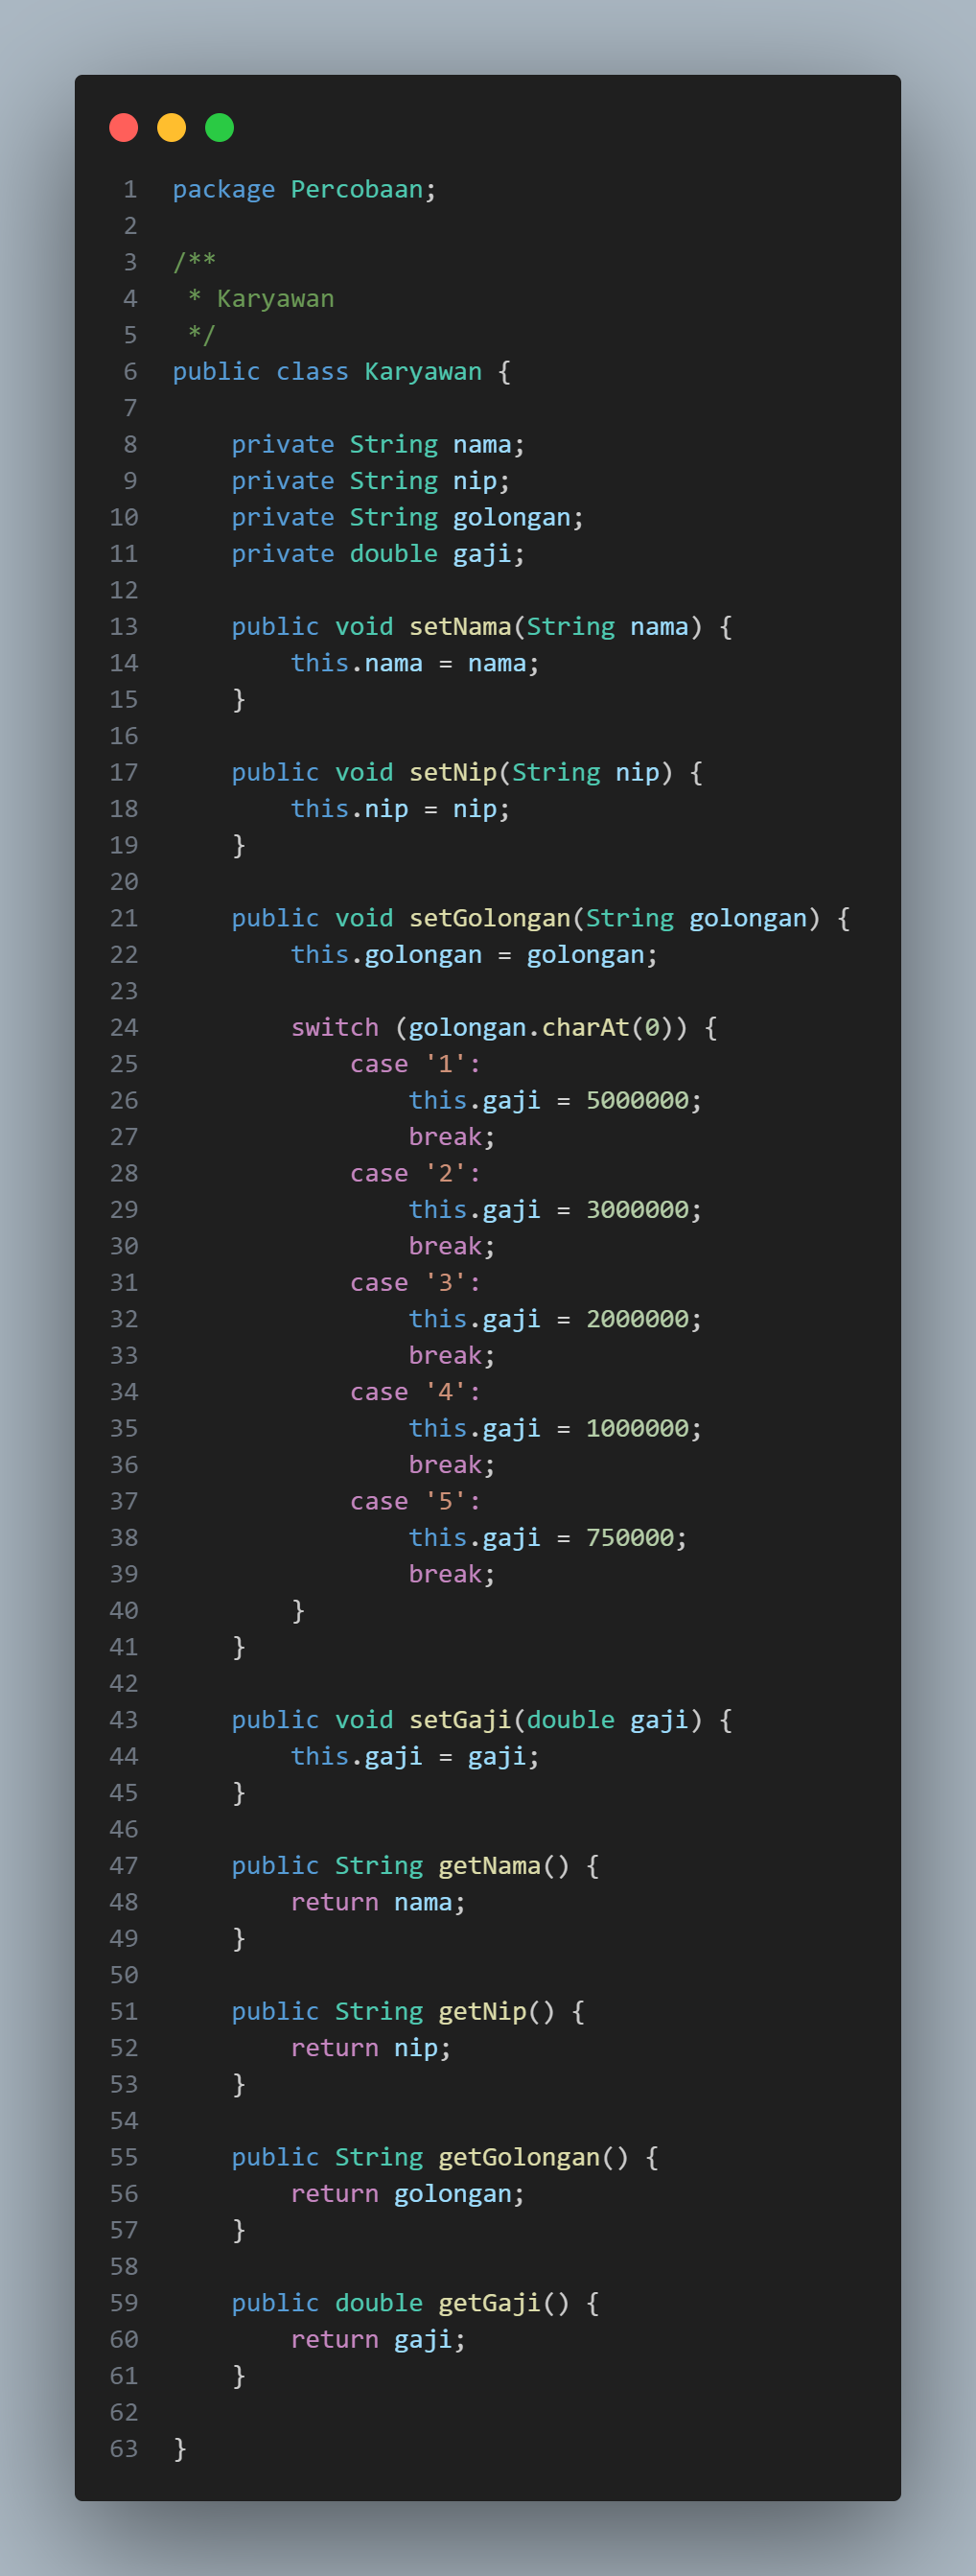 1 package Percobaan;
2
3 /**
4  * Karyawan
5  */
6 public class Karyawan {
7
8     private String nama;
9     private String nip;
10     private String golongan;
11     private double gaji;
12
13     public void setNama(String nama) {
14         this.nama = nama;
15     }
16
17     public void setNip(String nip) {
18         this.nip = nip;
19     }
20
21     public void setGolongan(String golongan) {
22         this.golongan = golongan;
23
24         switch (golongan.charAt(0)) {
25             case '1':
26                 this.gaji = 5000000;
27                 break;
28             case '2':
29                 this.gaji = 3000000;
30                 break;
31             case '3':
32                 this.gaji = 2000000;
33                 break;
34             case '4':
35                 this.gaji = 1000000;
36                 break;
37             case '5':
38                 this.gaji = 750000;
39                 break;
40         }
41     }
42
43     public void setGaji(double gaji) {
44         this.gaji = gaji;
45     }
46
47     public String getNama() {
48         return nama;
49     }
50
51     public String getNip() {
52         return nip;
53     }
54
55     public String getGolongan() {
56         return golongan;
57     }
58
59     public double getGaji() {
60         return gaji;
61     }
62
63 }